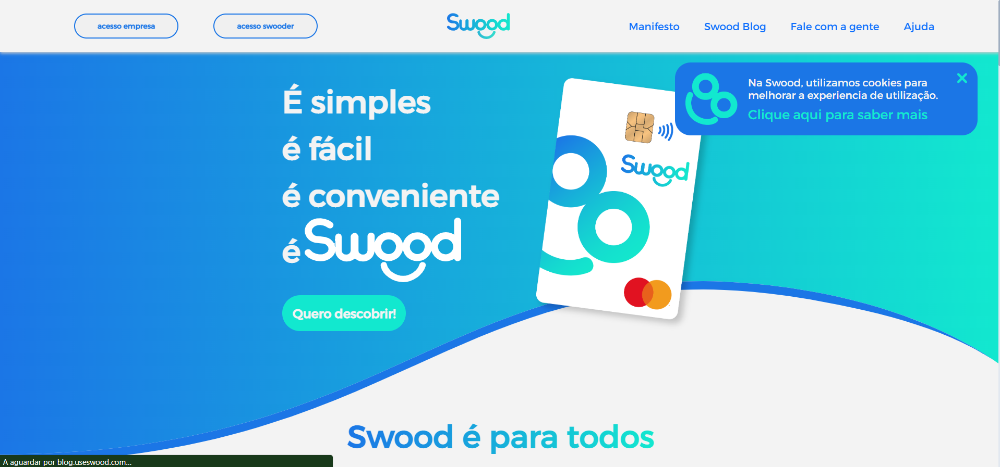 acesso empresa
acesso swooder
Swood
Manifesto
Swood Blog
Fale com a gente
Ajuda
É simples
é fácil
é conveniente
é Swood
Quero descobrir!
Swood
Na Swood, utilizamos cookies para
melhorar a experiencia de utilização.
Clique aqui para saber mais
Swood é para todos
A aguardar por blog.useswood.com...